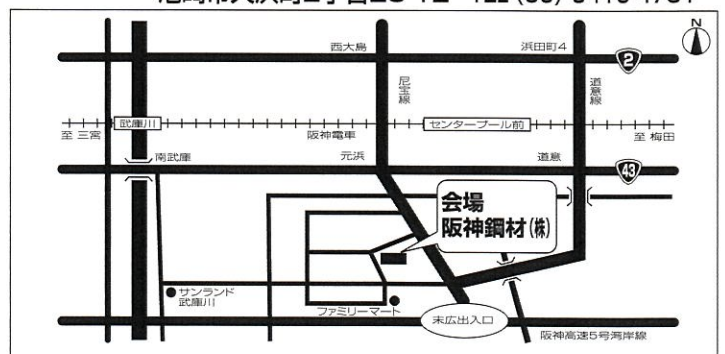 西大島
浜田町4
N
2
尼宝線
道意線
武庫川
センタープール前
至 三宮
阪神電車
至 梅田
南武庫
元浜
道意
43
会場
阪神鋼材(株)
サンランド
武庫川
ファミリーマート
末広出入口
阪神高速5号湾岸線